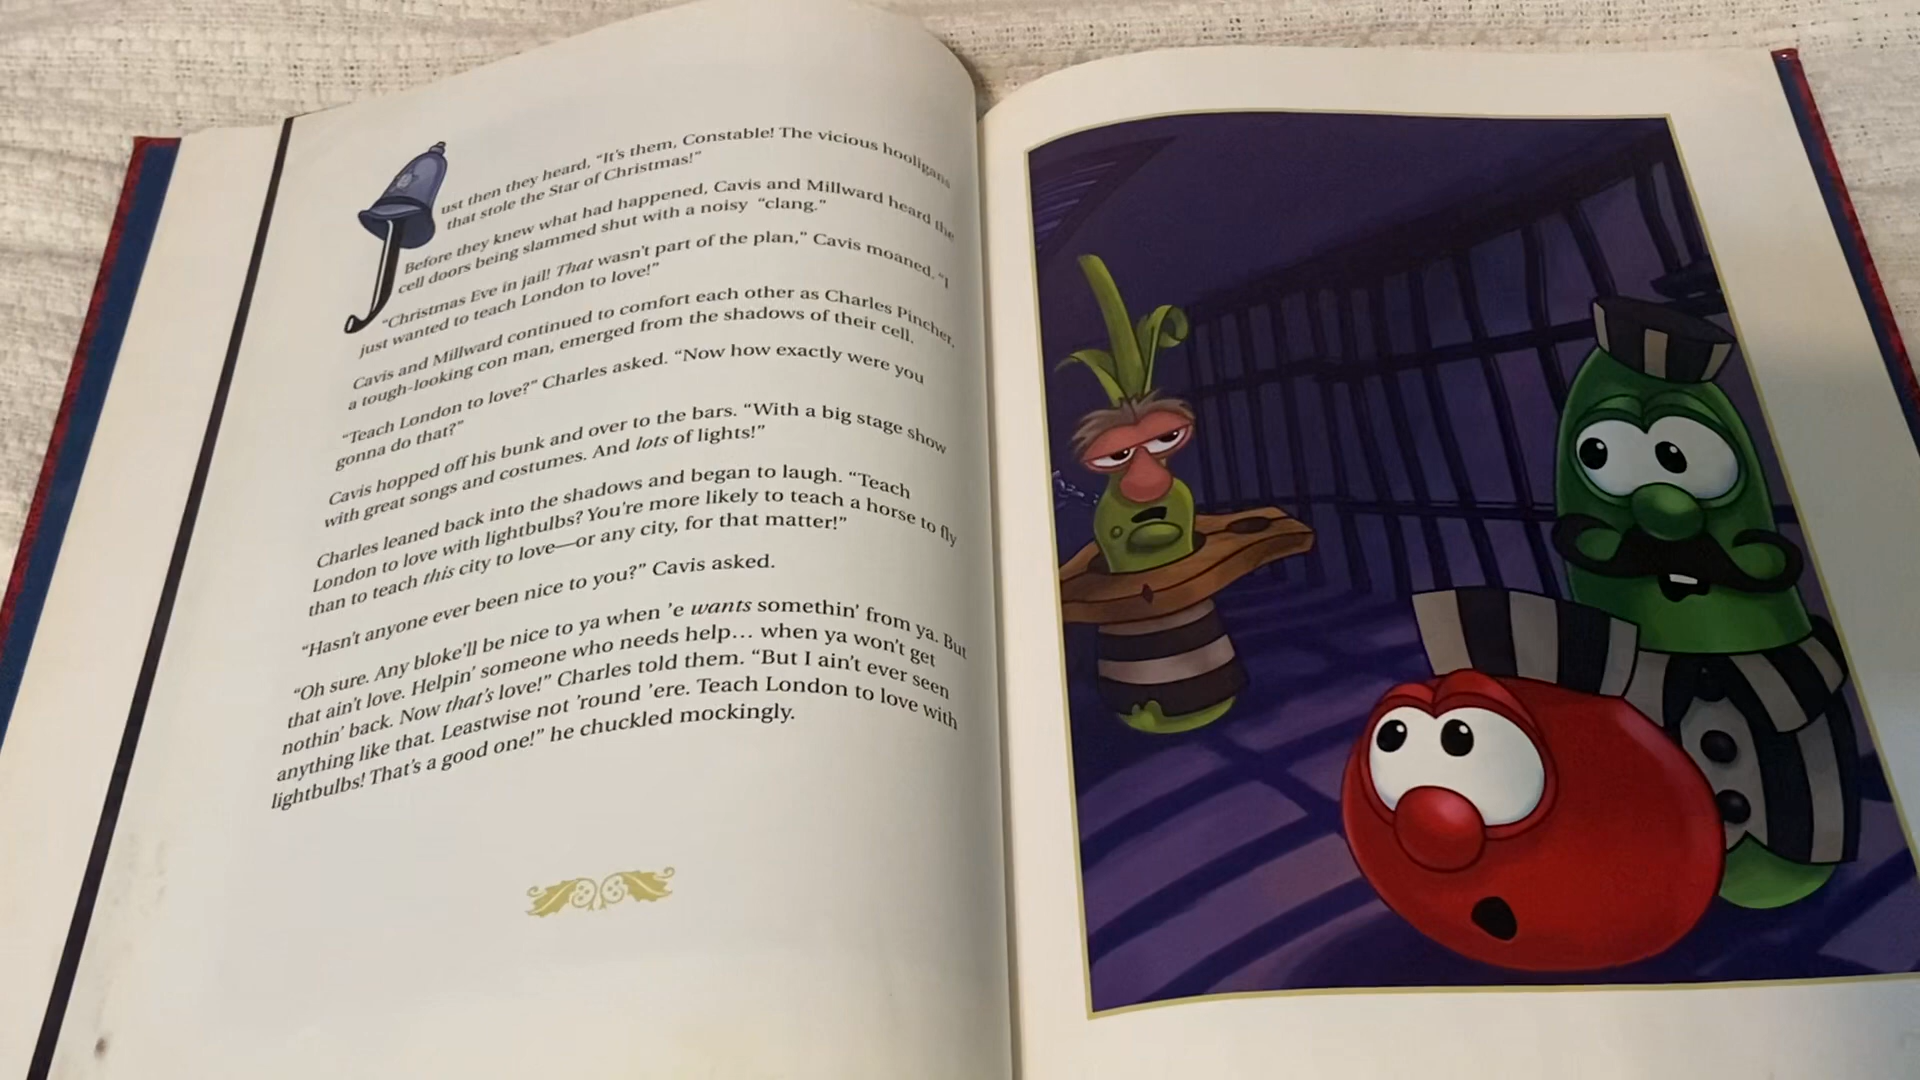 Just then they heard, “It’s them, Constable! The vicious hooligans
that stole the Star of Christmas!”
Before they knew what had happened, Cavis and Millward heard the
cell doors being slammed shut with a noisy “clang.”
“Christmas Eve in jail! That wasn’t part of the plan,” Cavis moaned. “I
just wanted to teach London to love!”
Cavis and Millward continued to comfort each other as Charles Pincher,
a tough-looking con man, emerged from the shadows of their cell.
“Teach London to love?” Charles asked. “Now how exactly were you
gonna do that?”
Cavis hopped off his bunk and over to the bars. “With a big stage show
with great songs and costumes. And lots of lights!”
Charles leaned back into the shadows and began to laugh. “Teach
London to love with lightbulbs? You’re more likely to teach a horse to fly
than to teach this city to love—or any city, for that matter!”
“Hasn’t anyone ever been nice to you?” Cavis asked.
“Oh sure. Any bloke’ll be nice to ya when ’e wants somethin’ from ya. But
that ain’t love. Helpin’ someone who needs help… when ya won’t get
nothin’ back. Now that’s love!” Charles told them. “But I ain’t ever seen
anything like that. Leastwise not ’round ’ere. Teach London to love with
lightbulbs! That’s a good one!” he chuckled mockingly.